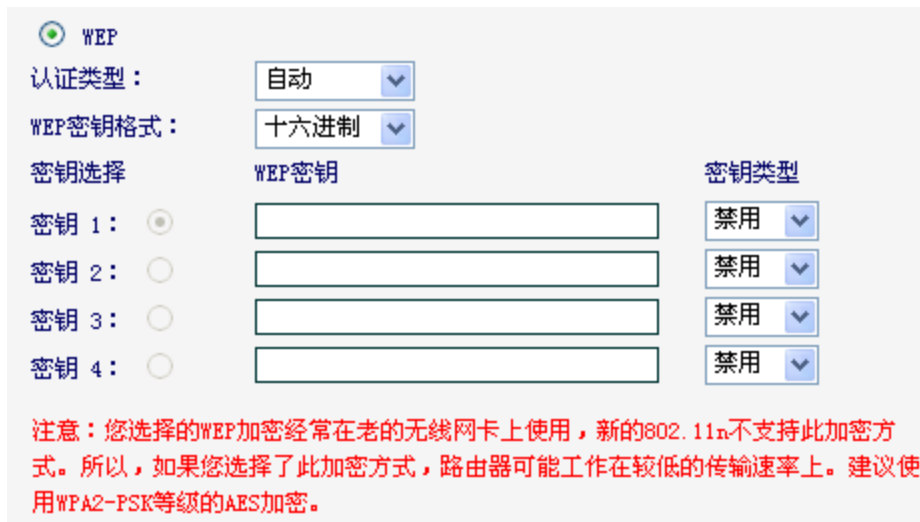 WEP
认证类型： 自动
WEP密钥格式： 十六进制
密钥选择 WEP密钥 密钥类型
密钥 1： 禁用
密钥 2： 禁用
密钥 3： 禁用
密钥 4： 禁用
注意：您选择的WEP加密经常在老的无线网卡上使用，新的802.11n不支持此加密方
式。所以，如果您选择了此加密方式，路由器可能工作在较低的传输速率上。建议使
用WPA2-PSK等级的AES加密。